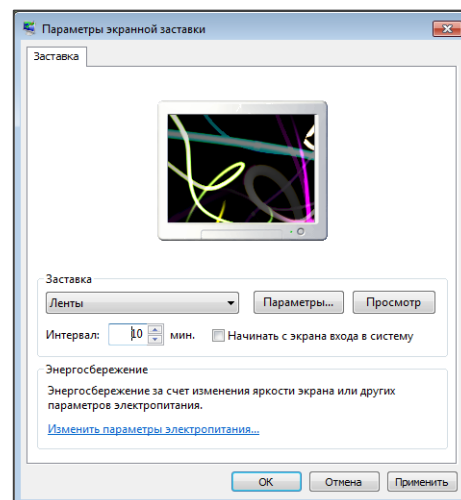 Параметры экранной заставки
Заставка
Заставка
Ленты
Параметры...
Просмотр
Интервал: 10 мин. Начинать с экрана входа в систему
Энергосбережение
Энергосбережение за счет изменения яркости экрана или других
параметров электропитания.
Изменить параметры электропитания...
ОК
Отмена
Применить